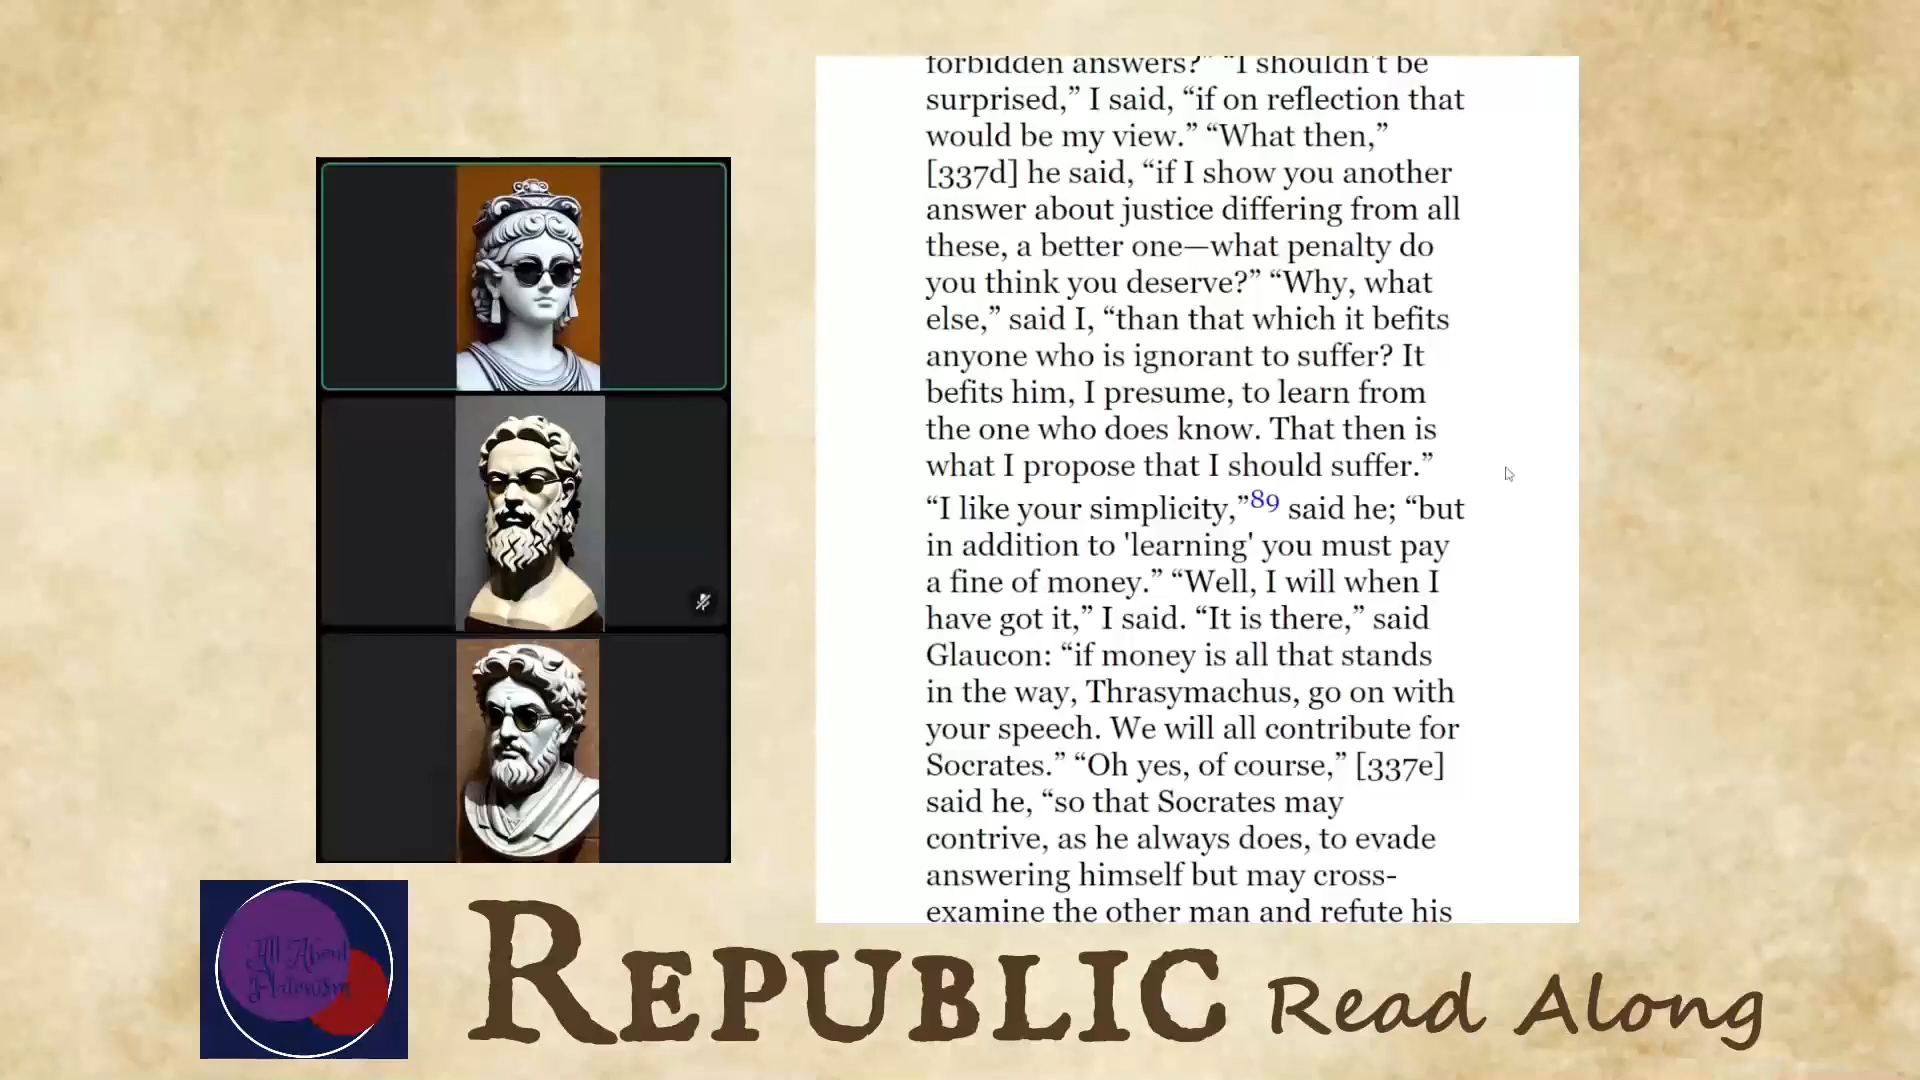 forbidden answers?” “I shouldn't be
surprised,” I said, “if on reflection that
would be my view.” “What then,”
[337d] he said, “if I show you another
answer about justice differing from all
these, a better one—what penalty do
you think you deserve?” “Why, what
else,” said I, “than that which it befits
anyone who is ignorant to suffer? It
befits him, I presume, to learn from
the one who does know. That then is
what I propose that I should suffer.”
“I like your simplicity,”89 said he; “but
in addition to 'learning' you must pay
a fine of money.” “Well, I will when I
have got it,” I said. “It is there,” said
Glaucon: “if money is all that stands
in the way, Thrasymachus, go on with
your speech. We will all contribute for
Socrates.” “Oh yes, of course,” [337e]
said he, “so that Socrates may
contrive, as he always does, to evade
answering himself but may cross-
examine the other man and refute his
All About
Platonism
REPUBLIC Read Along